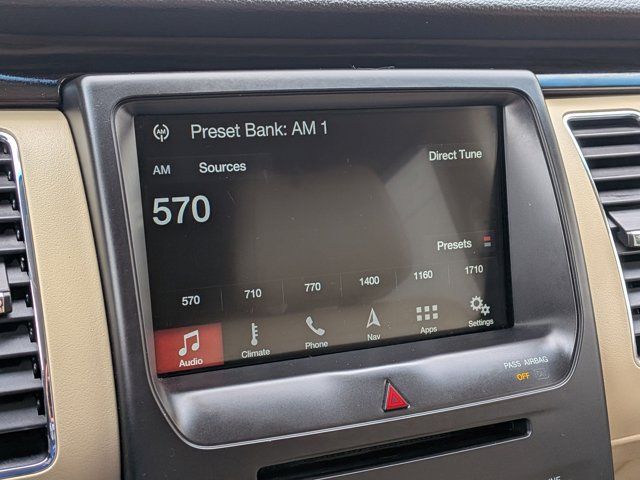 AM
Preset Bank: AM 1
AM Sources Direct Tune
570
Presets
570 710 770 1400 1160 1710
Audio Climate Phone Nav Apps Settings
PASS AIRBAG
OFF